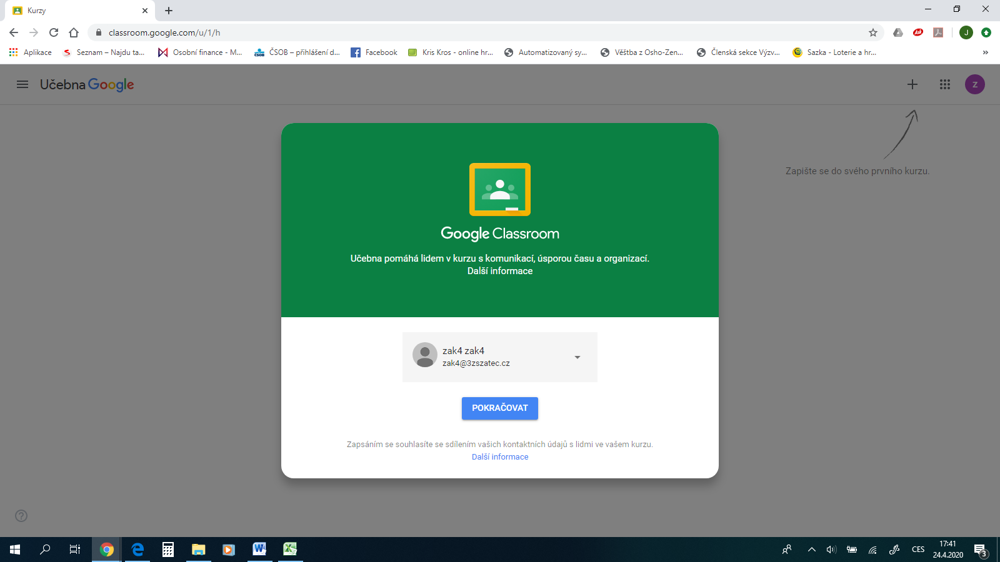 Kurzy
classroom.google.com/u/1/h
J
Aplikace
Seznam – Najdu ta...
Osobní finance - M...
ČSOB – přihlášení d...
Facebook
Kris Kros - online hr...
Automatizovaný sy...
Věštba z Osho-Zen...
Členská sekce Výzv...
Sazka - Loterie a hr...
»
Učebna Google
z
Zapište se do svého prvního kurzu.
Google Classroom
Učebna pomáhá lidem v kurzu s komunikací, úsporou času a organizací.
Další informace
zak4 zak4
zak4@3zszatec.cz
POKRAČOVAT
Zapsáním se souhlasíte se sdílením vašich kontaktních údajů s lidmi ve vašem kurzu.
Další informace
?
CES
17:41
24.4.2020
3